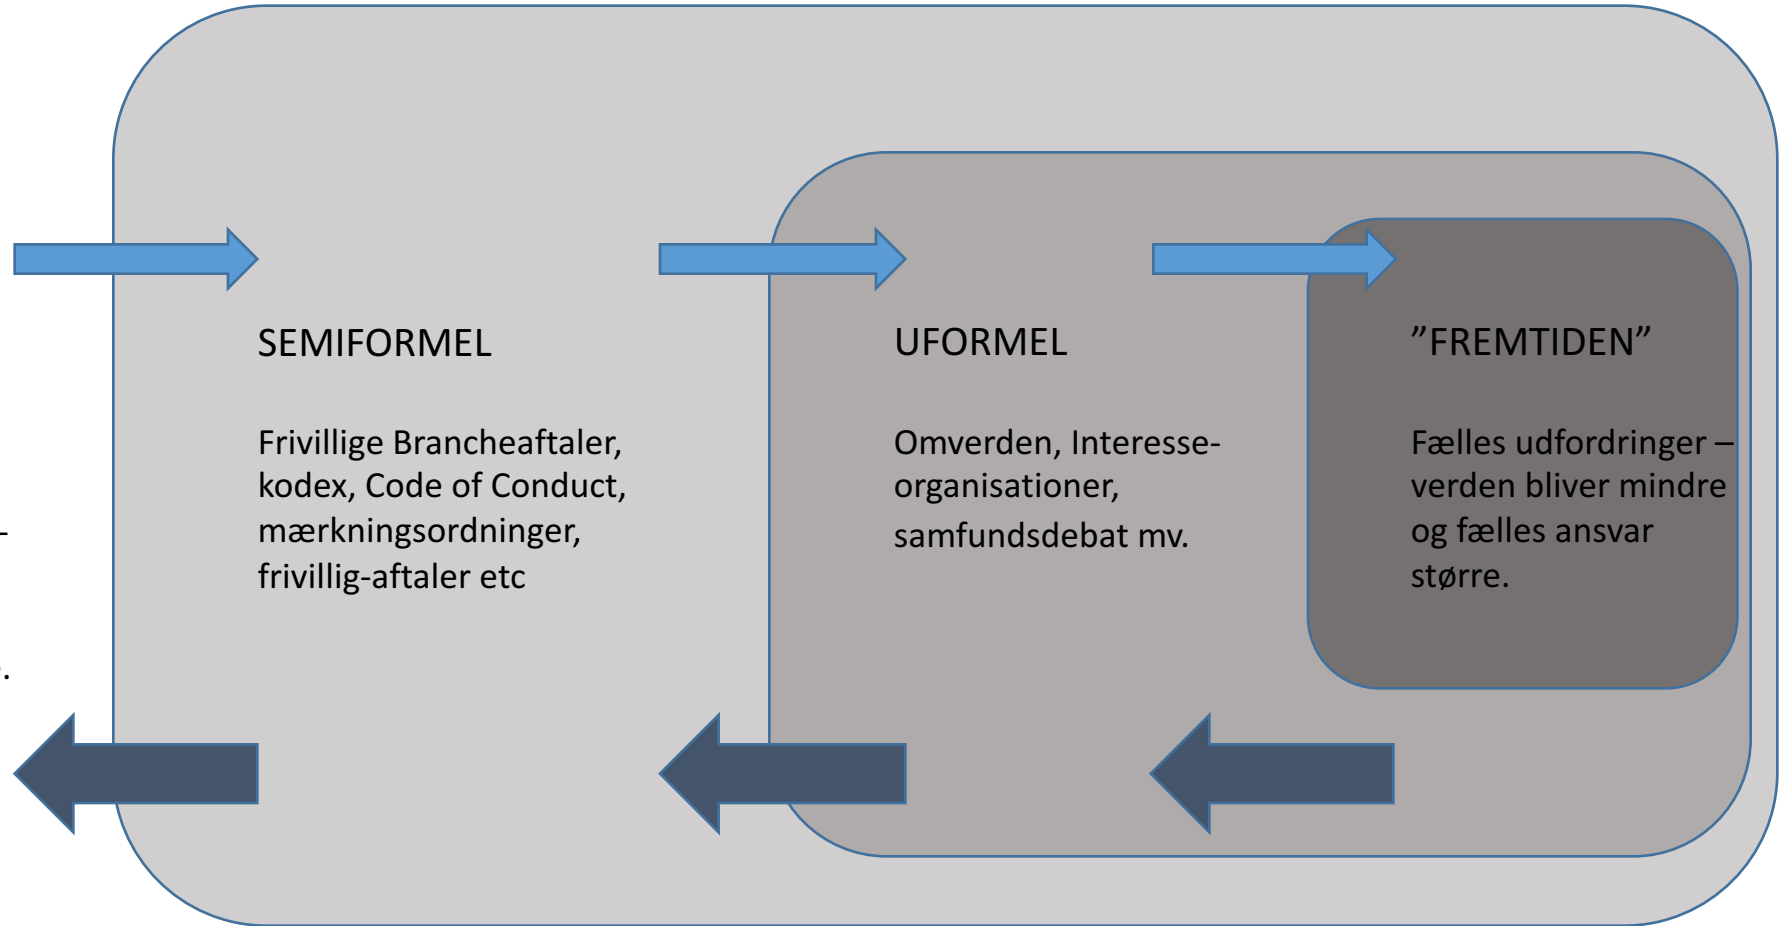 SEMIFORMEL
Frivillige Brancheaftaler,
kodex, Code of Conduct,
mærkningsordninger,
frivillig-aftaler etc
UFORMEL
Omverden, Interesse-
organisationer,
samfundsdebat mv.
”FREMTIDEN”
Fælles udfordringer –
verden bliver mindre
og fælles ansvar
større.